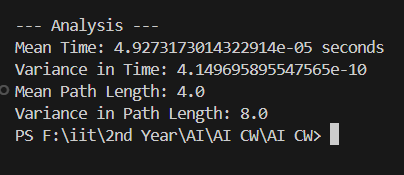 --- Analysis ---
Mean Time: 4.9273173014322914e-05 seconds
Variance in Time: 4.149695895547565e-10
Mean Path Length: 4.0
Variance in Path Length: 8.0
PS F:\iit\2nd Year\AI\AI CW\AI CW>